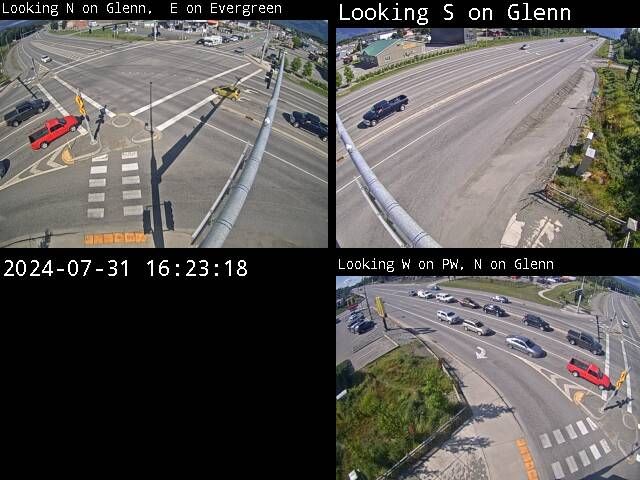 Looking N on Glenn,  E on Evergreen
Looking S on Glenn
2024-07-31 16:23:18
Looking W on PW, N on Glenn